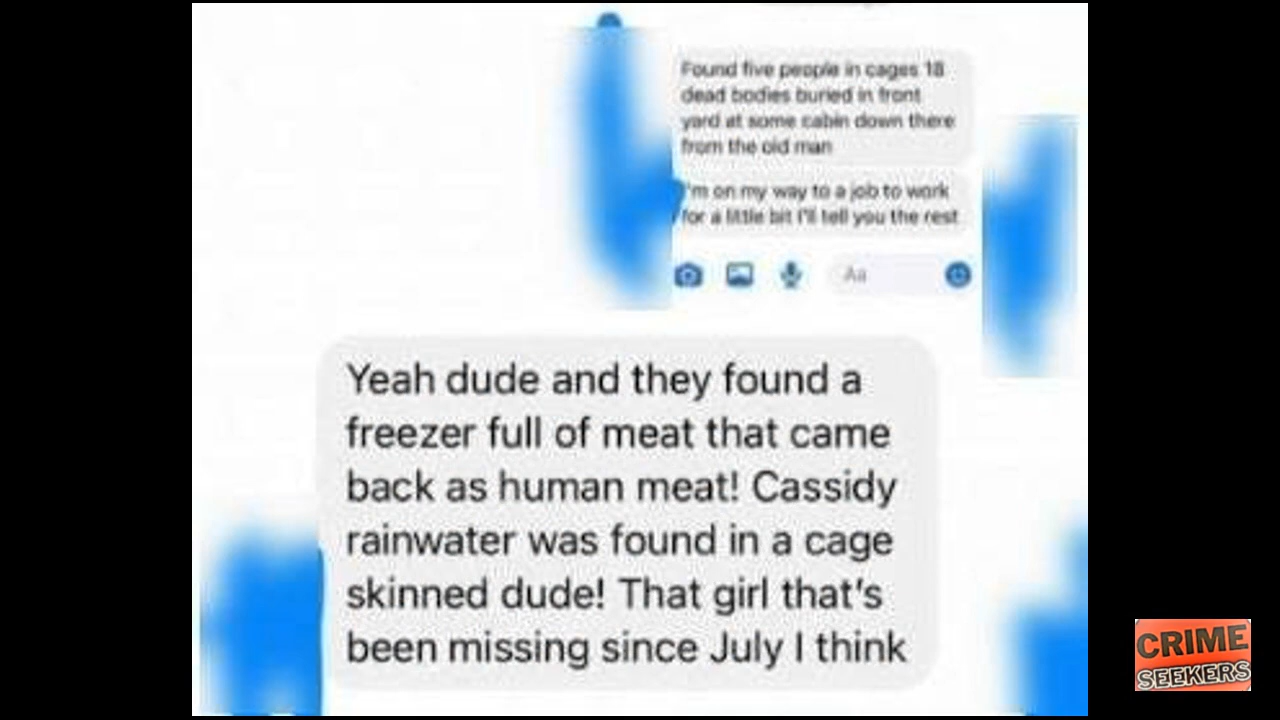 Found five people in cages 18
dead bodies buried in front
yard at some cabin down there
from the old man
I'm on my way to a job to work
for a little bit I'll tell you the rest
Aa
Yeah dude and they found a
freezer full of meat that came
back as human meat! Cassidy
rainwater was found in a cage
skinned dude! That girl that's
been missing since July I think
CRIME
SEEKERS